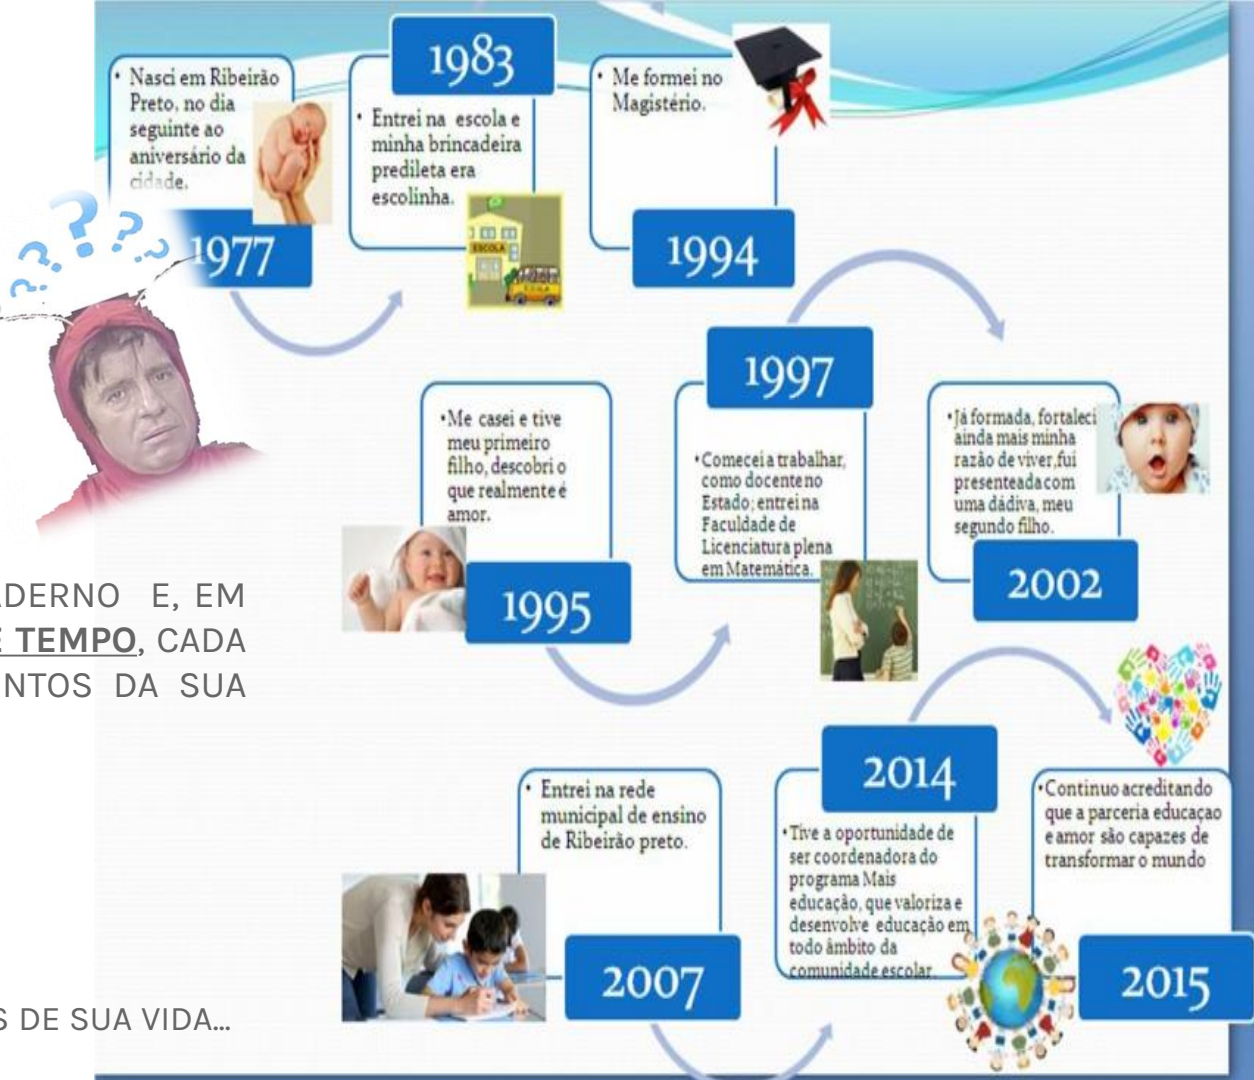 • Nasci em Ribeirão
Preto, no dia
seguinte ao
aniversário da
cidade.
1977
1983
• Entrei na escola e
minha brincadeira
predileta era
escolinha.
ESCOLA
• Me formei no
Magistério.
1994
•Me casei e tive
meu primeiro
filho, descobri o
que realmente é
amor.
1995
1997
•Comecei a trabalhar,
como docente no
Estado; entrei na
Faculdade de
Licenciatura plena
em Matemática.
•Já formada, fortaleci
ainda mais minha
razão de viver,fui
presenteada com
uma dádiva, meu
segundo filho.
2002
E, EM
TEMPO, CADA
DA SUA
• Entrei na rede
municipal de ensino
de Ribeirão preto.
2007
2014
•Tive a oportunidade de
ser coordenadora do
programa Mais
educação, que valoriza e
desenvolve educação em
todo âmbito da
comunidade escolar.
•Continuo acreditando
que a parceria educaçao
e amor são capazes de
transformar o mundo
2015
DE SUA VIDA...